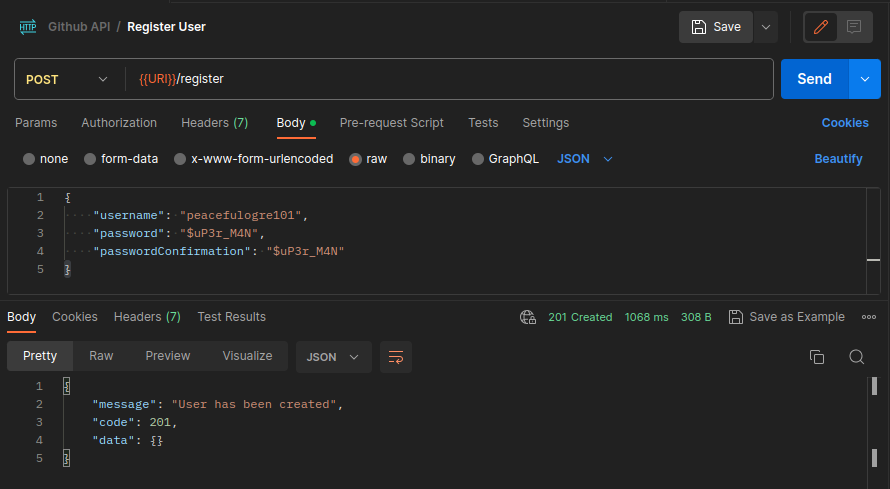 HTTP Github API / Register User Save
POST {{URI}}/register Send
Params Authorization Headers (7) Body Pre-request Script Tests Settings Cookies
none form-data x-www-form-urlencoded raw binary GraphQL JSON Beautify
1 {
2 "username": "peacefulogre101",
3 "password": "$uP3r_M4N",
4 "passwordConfirmation": "$uP3r_M4N"
5 }
Body Cookies Headers (7) Test Results 201 Created 1068 ms 308 B Save as Example
Pretty Raw Preview Visualize JSON
1 {
2 "message": "User has been created",
3 "code": 201,
4 "data": {}
5 }